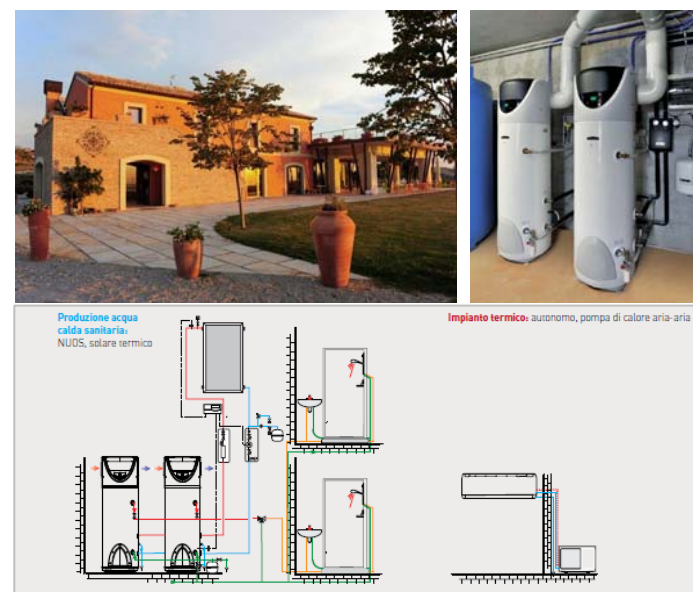 Produzione acqua
calda sanitaria:
NUOS, solare termico
Impianto termico: autonomo, pompa di calore aria-aria